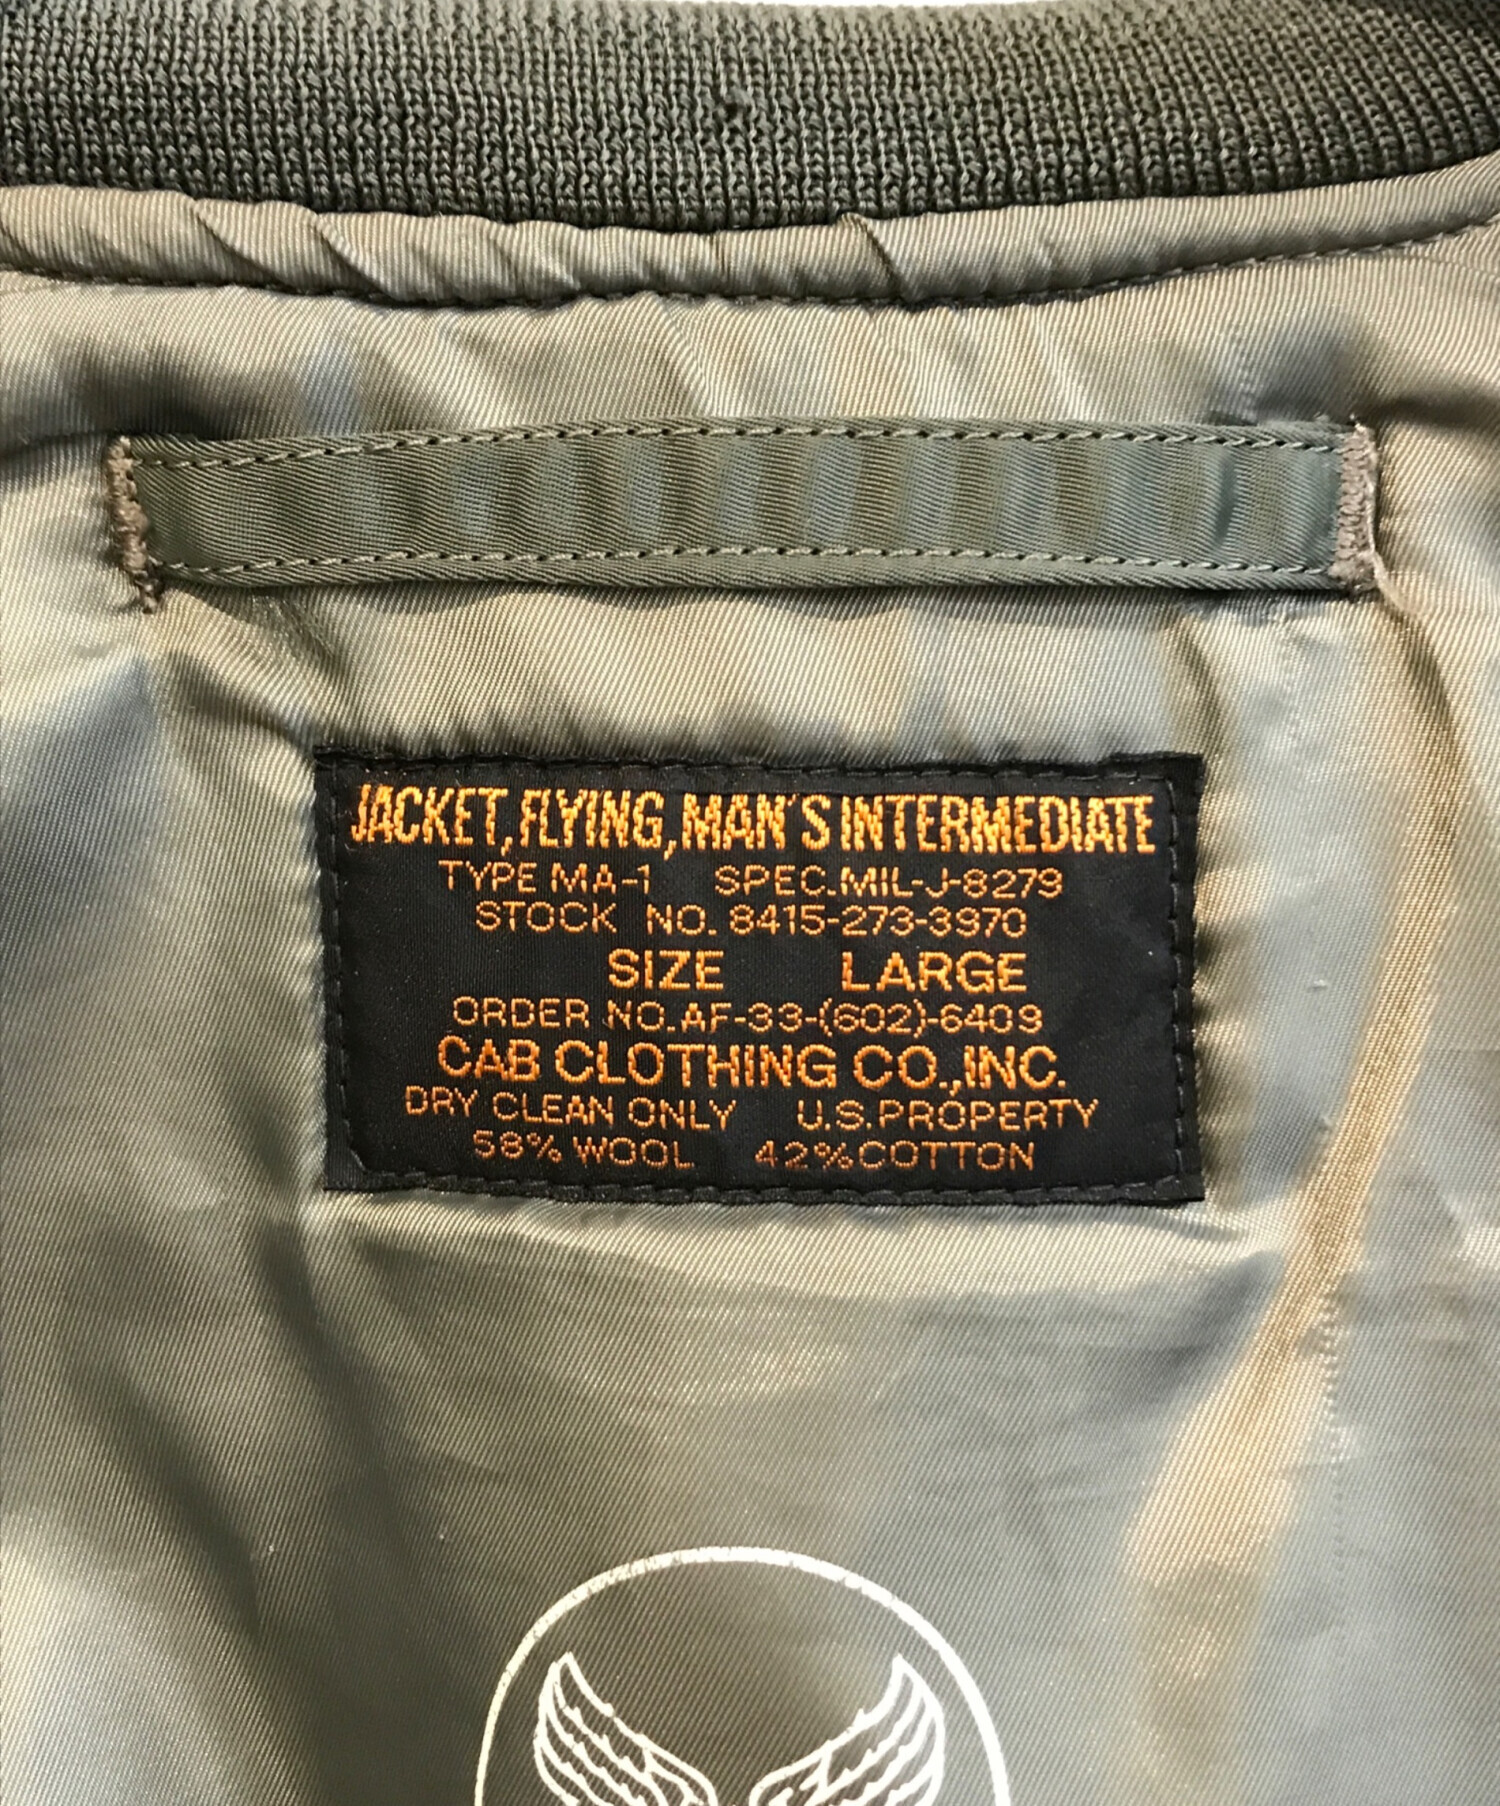 JACKET, FLYING, MAN'S INTERMEDIATE
TYPE MA-1 SPEC.MIL-J-8279
STOCK NO. 8415-273-3970
SIZE LARGE
ORDER NO.AF-33-(602)-6409
CAB CLOTHING CO.,INC.
DRY CLEAN ONLY U.S.PROPERTY
58% WOOL 42%COTTON